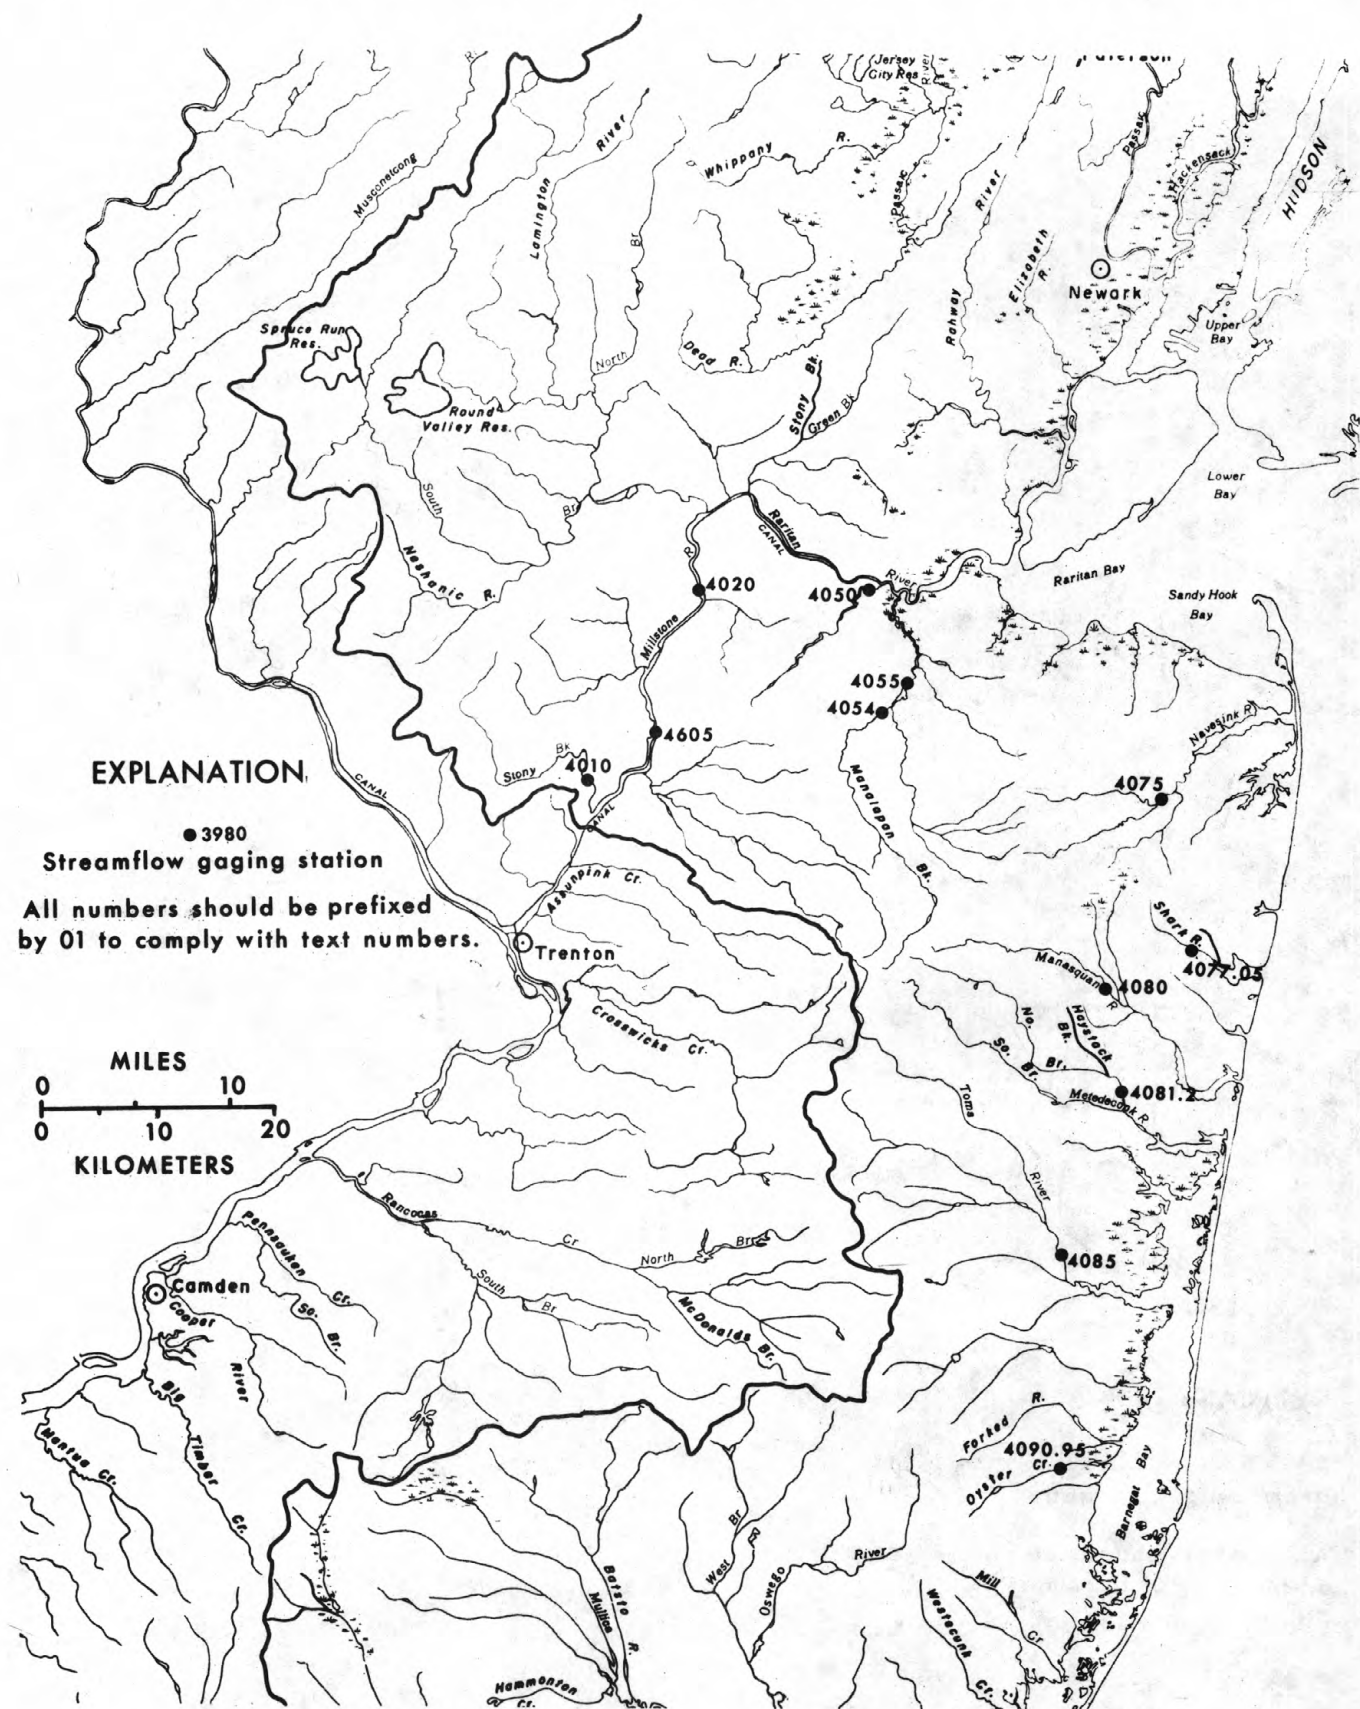 Jersey
City Res
River
Paterson
Passaic
Hackensack
HUDSON
Musconetcong
R.
Lamington
River
Br
Whippany R.
Passaic
River
Rahway
Elizabeth
R.
Newark
Upper
Bay
Spruce Run
Res.
North
Dead R.
Stony Bk.
Green Bk
Round
Valley Res.
South
Br
Lower
Bay
Raritan
CANAL
River
Neshanic R.
R
4020
4050
Raritan Bay
Sandy Hook
Bay
Millstone
4055
4054
Navesink R
4605
Bk
Stony
4010
CANAL
Manalapan
Bk.
4075
EXPLANATION
3980
Streamflow gaging station
All numbers should be prefixed
by 01 to comply with text numbers.
CANAL
Assunpink Cr.
Trenton
Shark R.
4077.05
Manasquan
R
4080
Crosswicks Cr.
No.
Br.
So.
Br.
Haystack
Bk.
4081.2
Metedeconk R
MILES
0 10
0 10 20
KILOMETERS
Toms
River
Rancocas
Cr
North Br
Pennsauken
Cr.
So.
Br.
South
Br
McDonalds Br.
4085
Camden
Cooper
River
Big
Timber
Cr.
Mantua Cr.
Forked R.
4090.95
Oyster Cr.
Barnegat Bay
West Br
Oswego River
Batsto
R.
Mullica
Mill
Cr
Westecunk
Cr.
Hammonton
Cr.